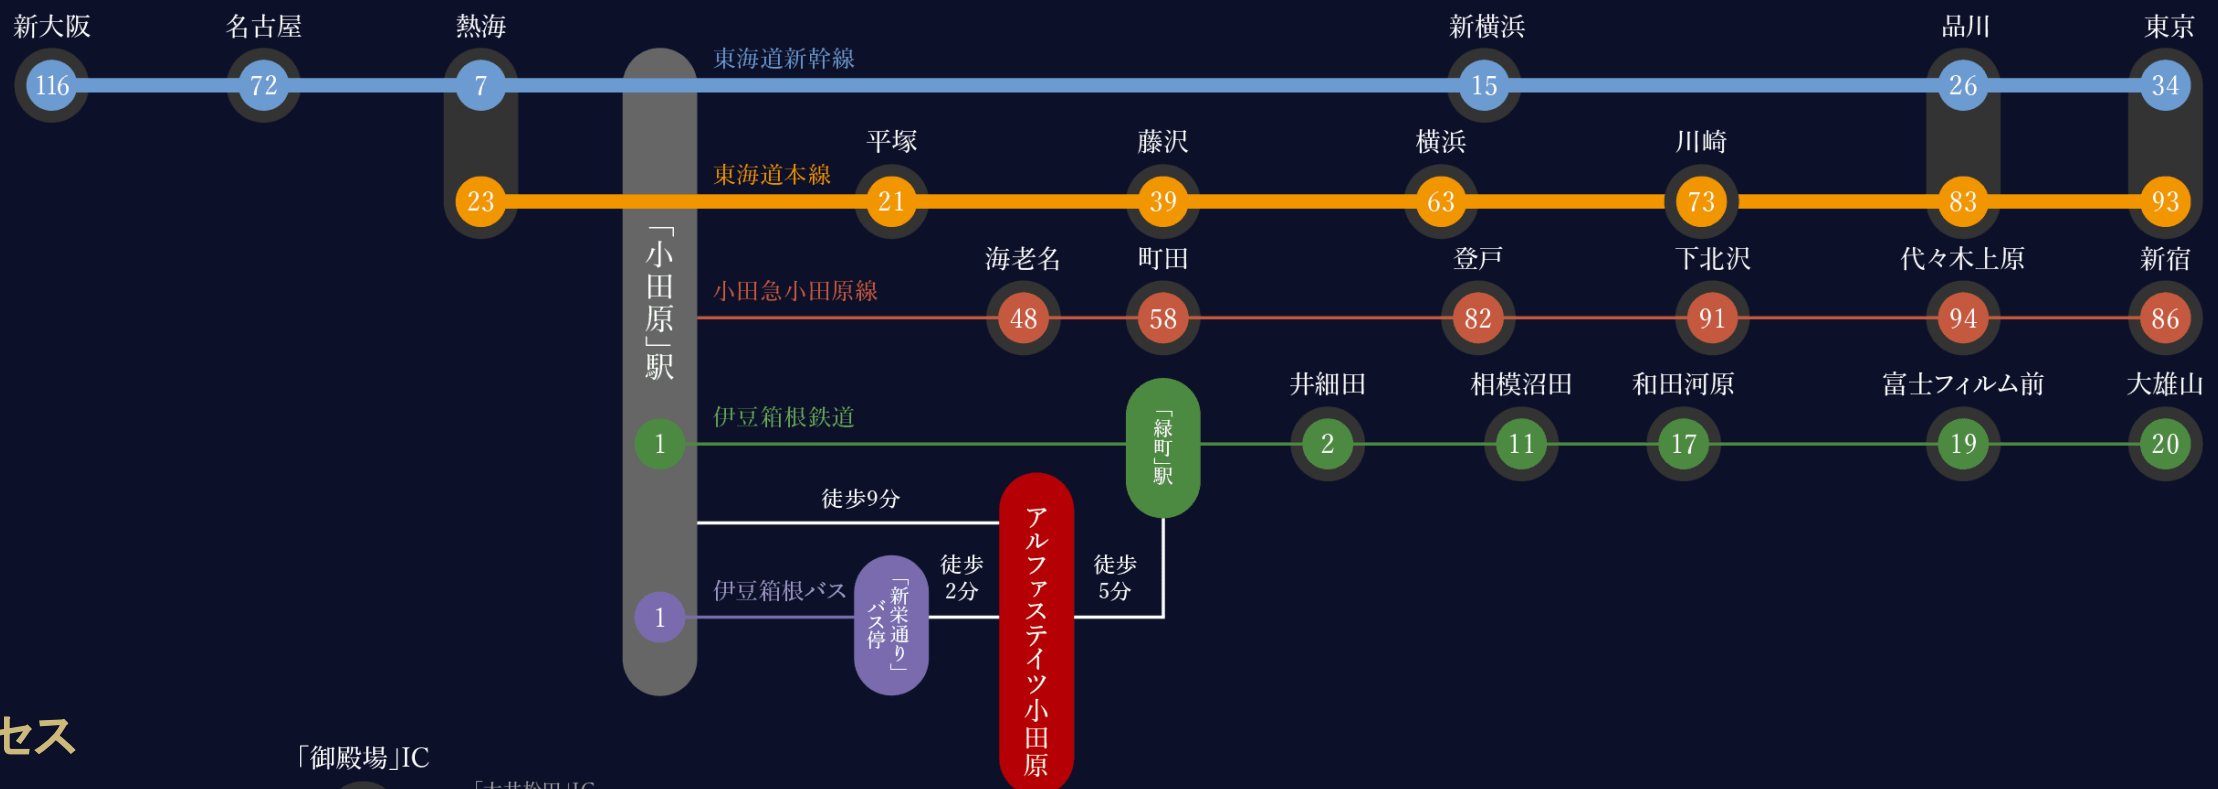 新大阪
名古屋
熱海
新横浜
品川
東京
東海道新幹線
116
72
7
15
26
34
平塚
藤沢
横浜
川崎
東海道本線
23
21
39
63
73
83
93
「小田原」駅
海老名
町田
登戸
下北沢
代々木上原
新宿
小田急小田原線
48
58
82
91
94
86
井細田
相模沼田
和田河原
富士フィルム前
大雄山
伊豆箱根鉄道
1
「緑町」駅
2
11
17
19
20
徒歩9分
アルファステイツ小田原
伊豆箱根バス
1
「新栄通り」
バス停
徒歩
2分
徒歩
5分
セス
「御殿場」IC
「大井松田」IC